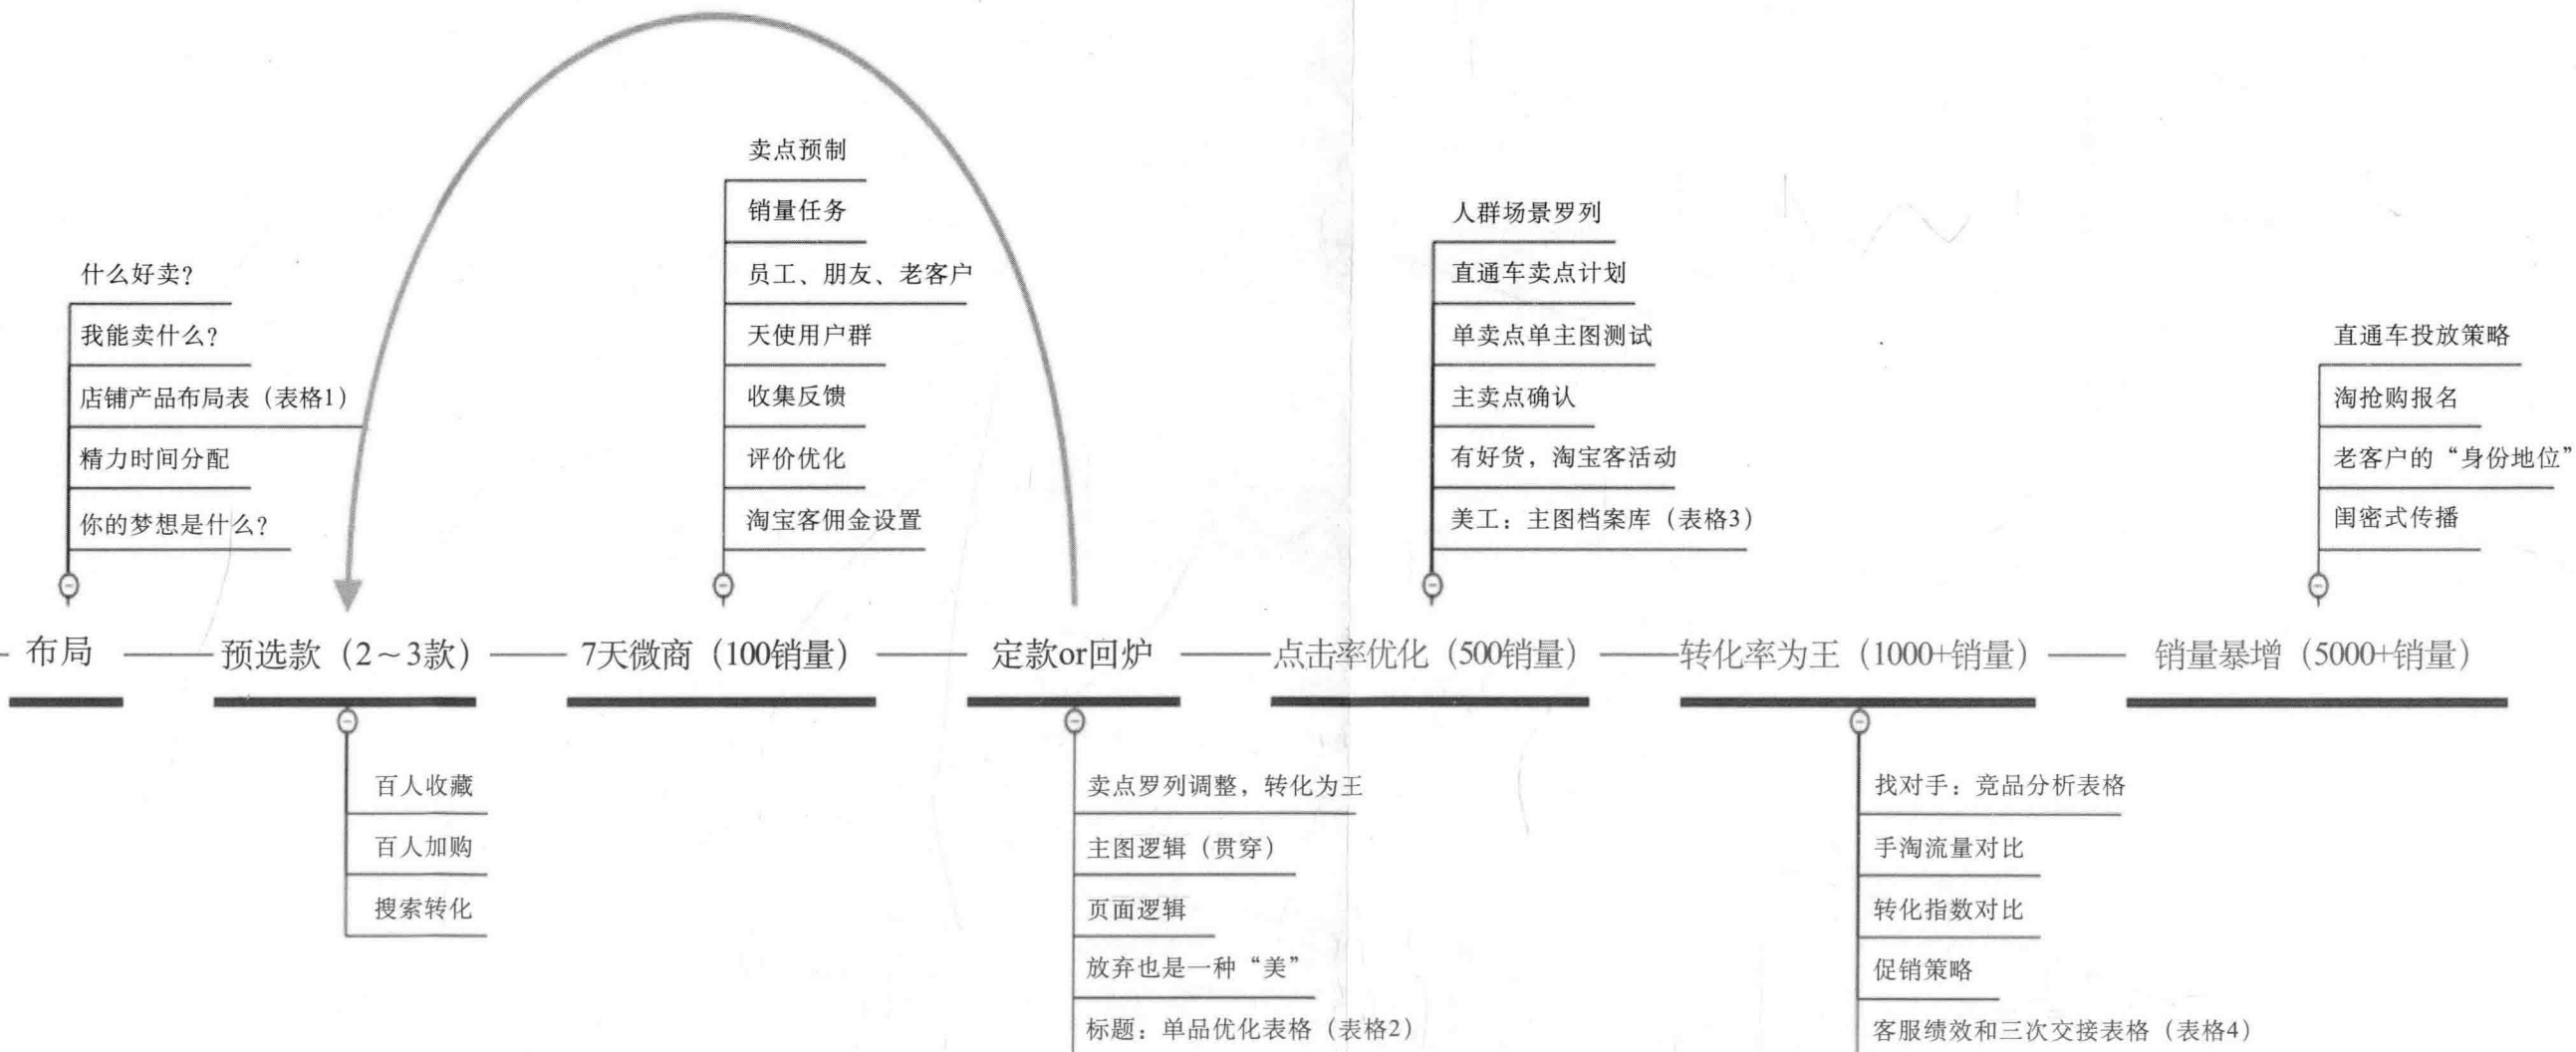 什么好卖？
我能卖什么？
店铺产品布局表（表格1）
精力时间分配
你的梦想是什么？
卖点预制
销量任务
员工、朋友、老客户
天使用户群
收集反馈
评价优化
淘宝客佣金设置
人群场景罗列
直通车卖点计划
单卖点单主图测试
主卖点确认
有好货，淘宝客活动
美工：主图档案库（表格3）
直通车投放策略
淘抢购报名
老客户的“身份地位”
闺密式传播
布局
预选款（2～3款）
7天微商（100销量）
定款or回炉
点击率优化（500销量）
转化率为王（1000+销量）
销量暴增（5000+销量）
百人收藏
百人加购
搜索转化
卖点罗列调整，转化为王
主图逻辑（贯穿）
页面逻辑
放弃也是一种“美”
标题：单品优化表格（表格2）
找对手：竞品分析表格
手淘流量对比
转化指数对比
促销策略
客服绩效和三次交接表格（表格4）